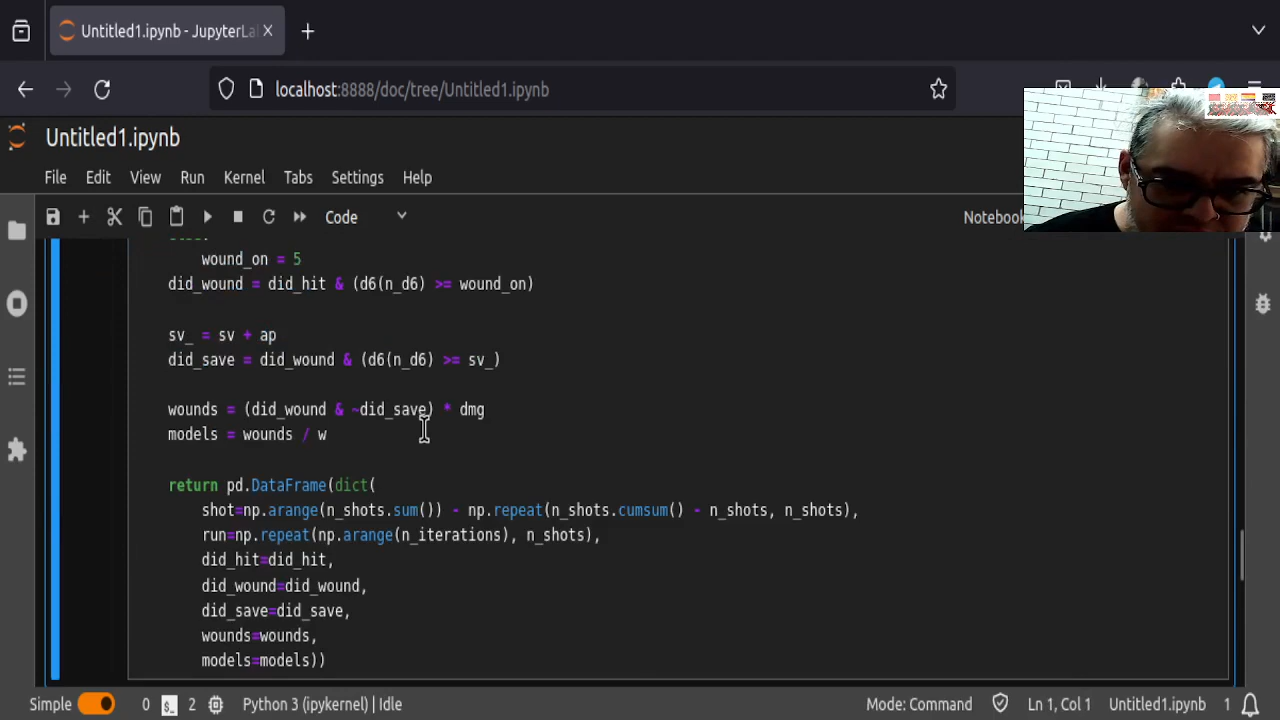 Untitled1.ipynb - JupyterLa
localhost:8888/doc/tree/Untitled1.ipynb
Untitled1.ipynb
File Edit View Run Kernel Tabs Settings Help
Code
Notebook
wound_on = 5
did_wound = did_hit & (d6(n_d6) >= wound_on)
sv_ = sv + ap
did_save = did_wound & (d6(n_d6) >= sv_)
wounds = (did_wound & ~did_save) * dmg
models = wounds / w
return pd.DataFrame(dict(
shot=np.arange(n_shots.sum()) - np.repeat(n_shots.cumsum() - n_shots, n_shots),
run=np.repeat(np.arange(n_iterations), n_shots),
did_hit=did_hit,
did_wound=did_wound,
did_save=did_save,
wounds=wounds,
models=models))
Simple 0 2 Python 3 (ipykernel) | Idle Mode: Command Ln 1, Col 1 Untitled1.ipynb 1